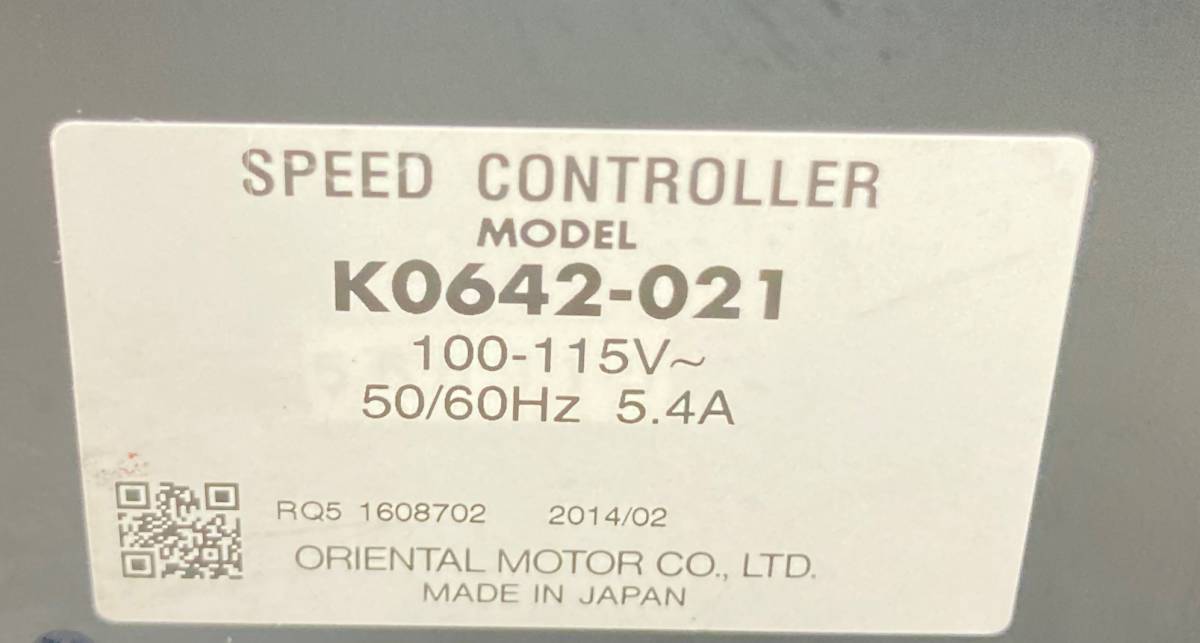 SPEED CONTROLLER
MODEL
K0642-021
100-115V~
50/60Hz 5.4A
RQ5 1608702 2014/02
ORIENTAL MOTOR CO., LTD.
MADE IN JAPAN